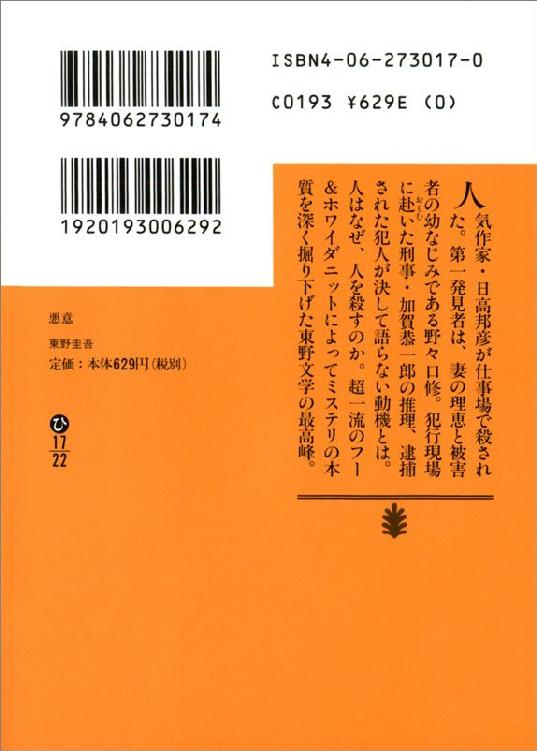 ISBN4-06-273017-0
C0193 ¥629E (0)
9784062730174
1920193006292
人気作家・日高邦彦が仕事場で殺され
た。第一発見者は、妻の理恵と被害
者の幼なじみである野々口修。犯行現場
に赴いた刑事・加賀恭一郎の推理、逮捕
おもむ
された犯人が決して語らない動機とは。
人はなぜ、人を殺すのか。超一流のフー
&ホワイダニットによってミステリの本
質を深く掘り下げた東野文学の最高峰。
悪意
東野圭吾
定価：本体629円(税別)
ひ
17
22